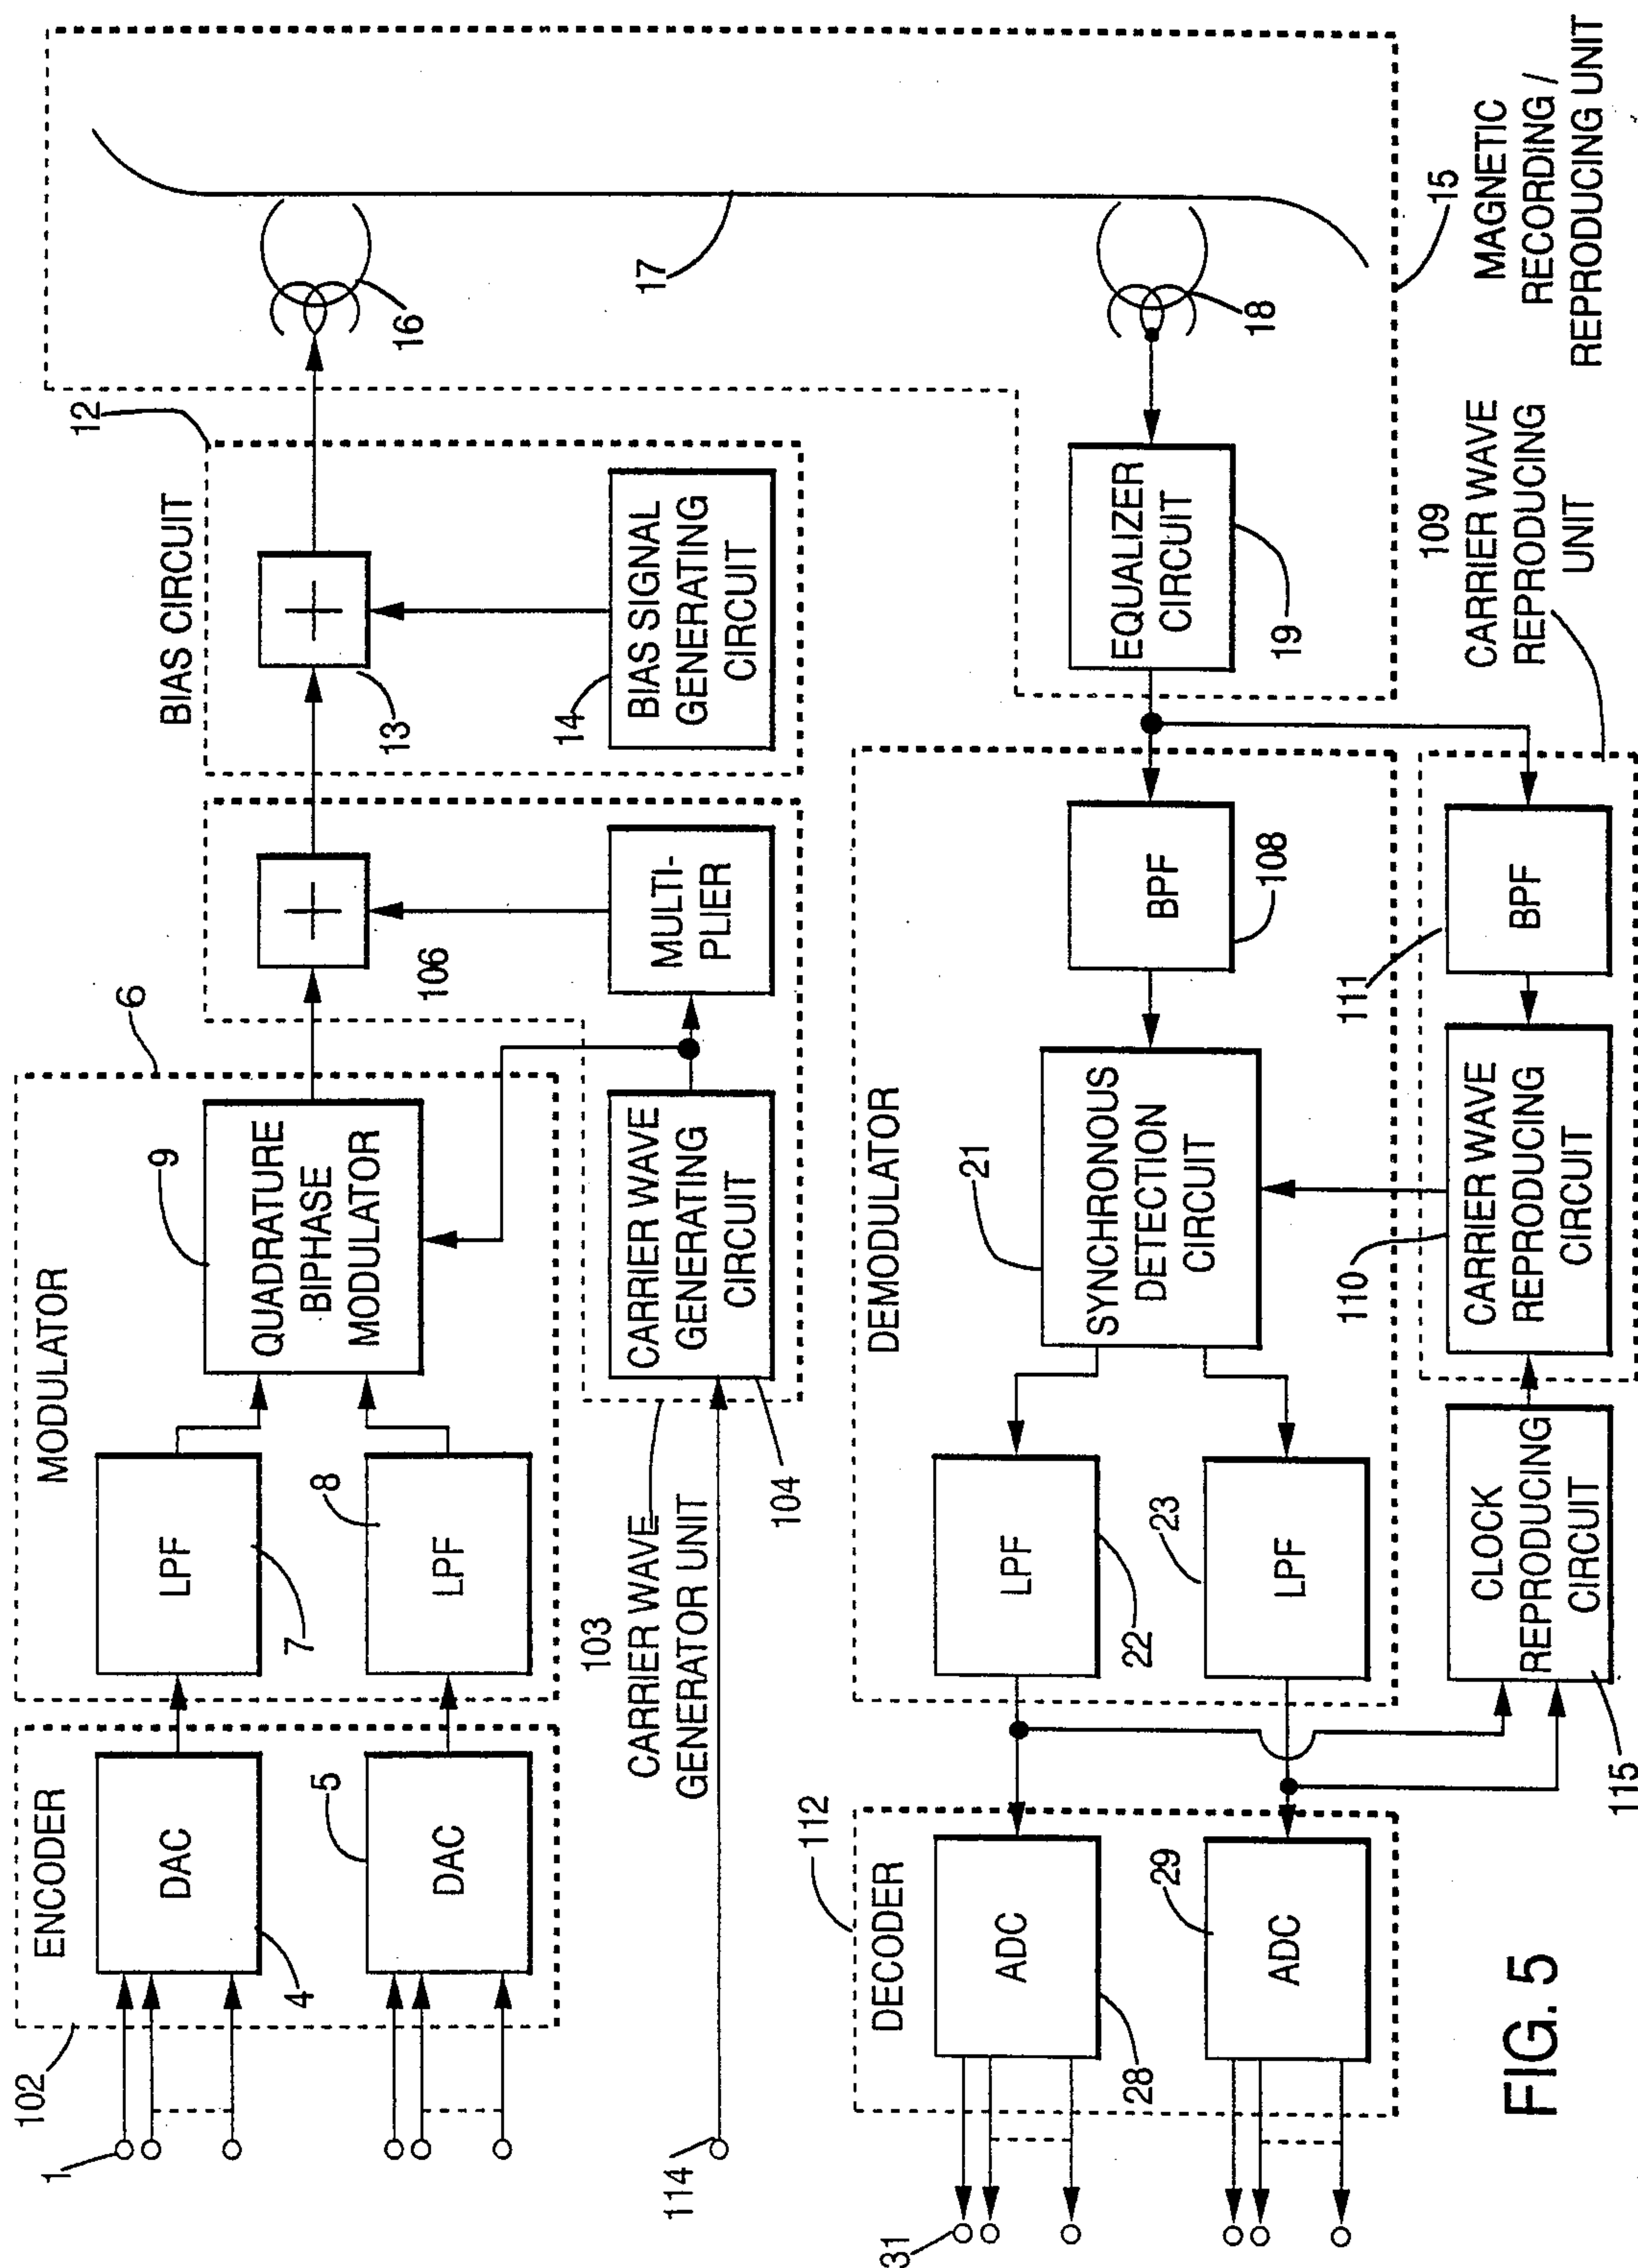 102
ENCODER
1
DAC
4
DAC
5
MODULATOR
6
LPF
7
LPF
8
QUADRATURE
BIPHASE
MODULATOR
9
106
MULTI-
PLIER
CARRIER WAVE
GENERATING
CIRCUIT
104
103
CARRIER WAVE
GENERATOR UNIT
114
BIAS CIRCUIT
12
13
BIAS SIGNAL
GENERATING
CIRCUIT
14
16
17
18
15
MAGNETIC
RECORDING /
REPRODUCING UNIT
EQUALIZER
CIRCUIT
19
109
CARRIER WAVE
REPRODUCING
UNIT
DEMODULATOR
BPF
108
SYNCHRONOUS
DETECTION
CIRCUIT
21
LPF
22
LPF
23
BPF
111
CARRIER WAVE
REPRODUCING
CIRCUIT
110
CLOCK
REPRODUCING
CIRCUIT
115
DECODER
112
ADC
28
ADC
29
31
FIG. 5